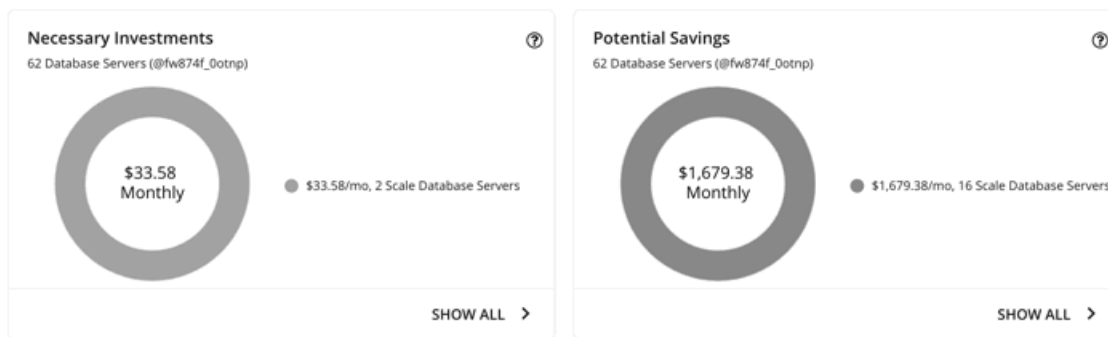 Necessary Investments
62 Database Servers (@fw874f_0otnp)
$33.58
Monthly
$33.58/mo, 2 Scale Database Servers
SHOW ALL >
Potential Savings
62 Database Servers (@fw874f_0otnp)
$1,679.38
Monthly
$1,679.38/mo, 16 Scale Database Servers
SHOW ALL >